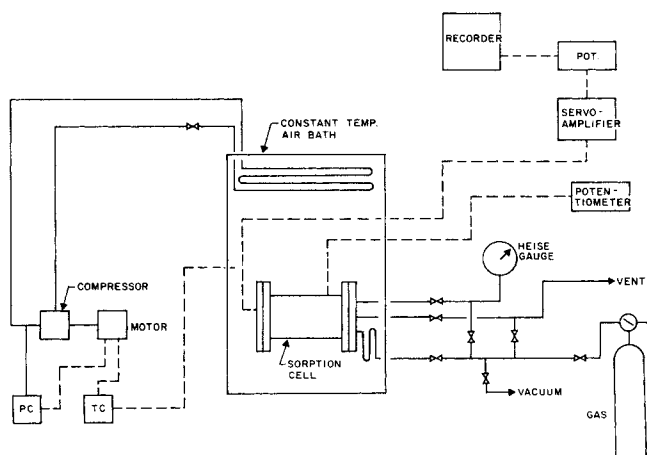 RECORDER
POT.
CONSTANT TEMP.
AIR BATH
SERVO-
AMPLIFIER
POTEN-
TIOMETER
HEISE
GAUGE
COMPRESSOR
VENT
MOTOR
SORPTION
CELL
VACUUM
PC
TC
GAS